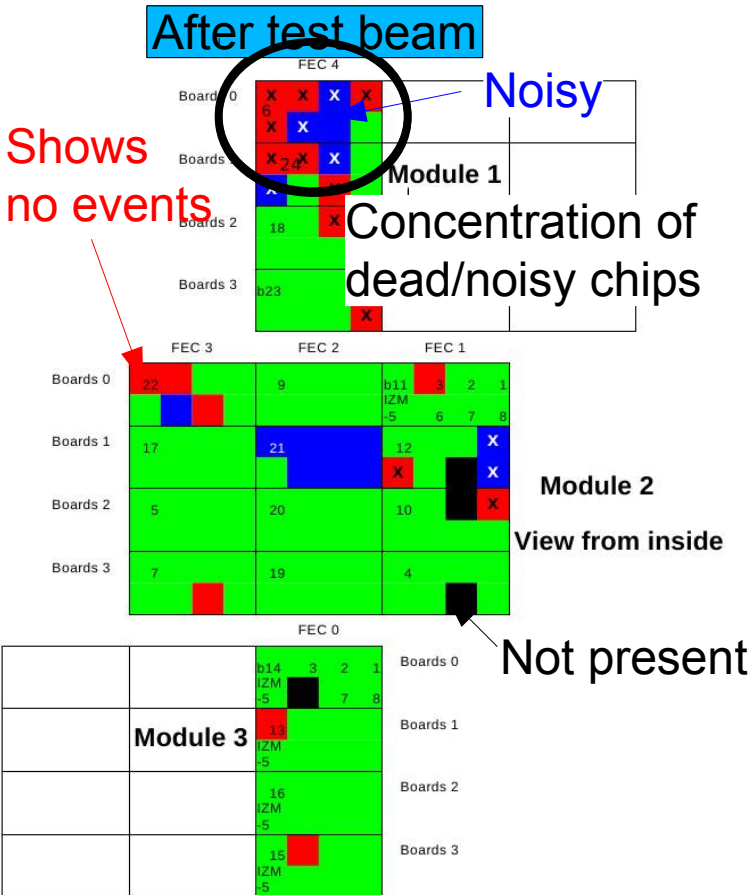 After test beam
FEC 4
Noisy
Boards 0
x x x x
6
x x
Shows
no events
Boards
x 24 x x
x
Module 1
Boards 2
18
x
Concentration of
dead/noisy chips
Boards 3
b23
x
FEC 3 FEC 2 FEC 1
Boards 0
22 9 b11 3 2 1
IZM
-5 6 7 8
Boards 1
17 21 12 x
x x
Module 2
Boards 2
5 20 10 x
View from inside
Boards 3
7 19 4
FEC 0
Not present
b14 3 2 1 Boards 0
IZM
-5 7 8
Module 3
13 Boards 1
IZM
-5
16 Boards 2
IZM
-5
15 Boards 3
IZM
-5